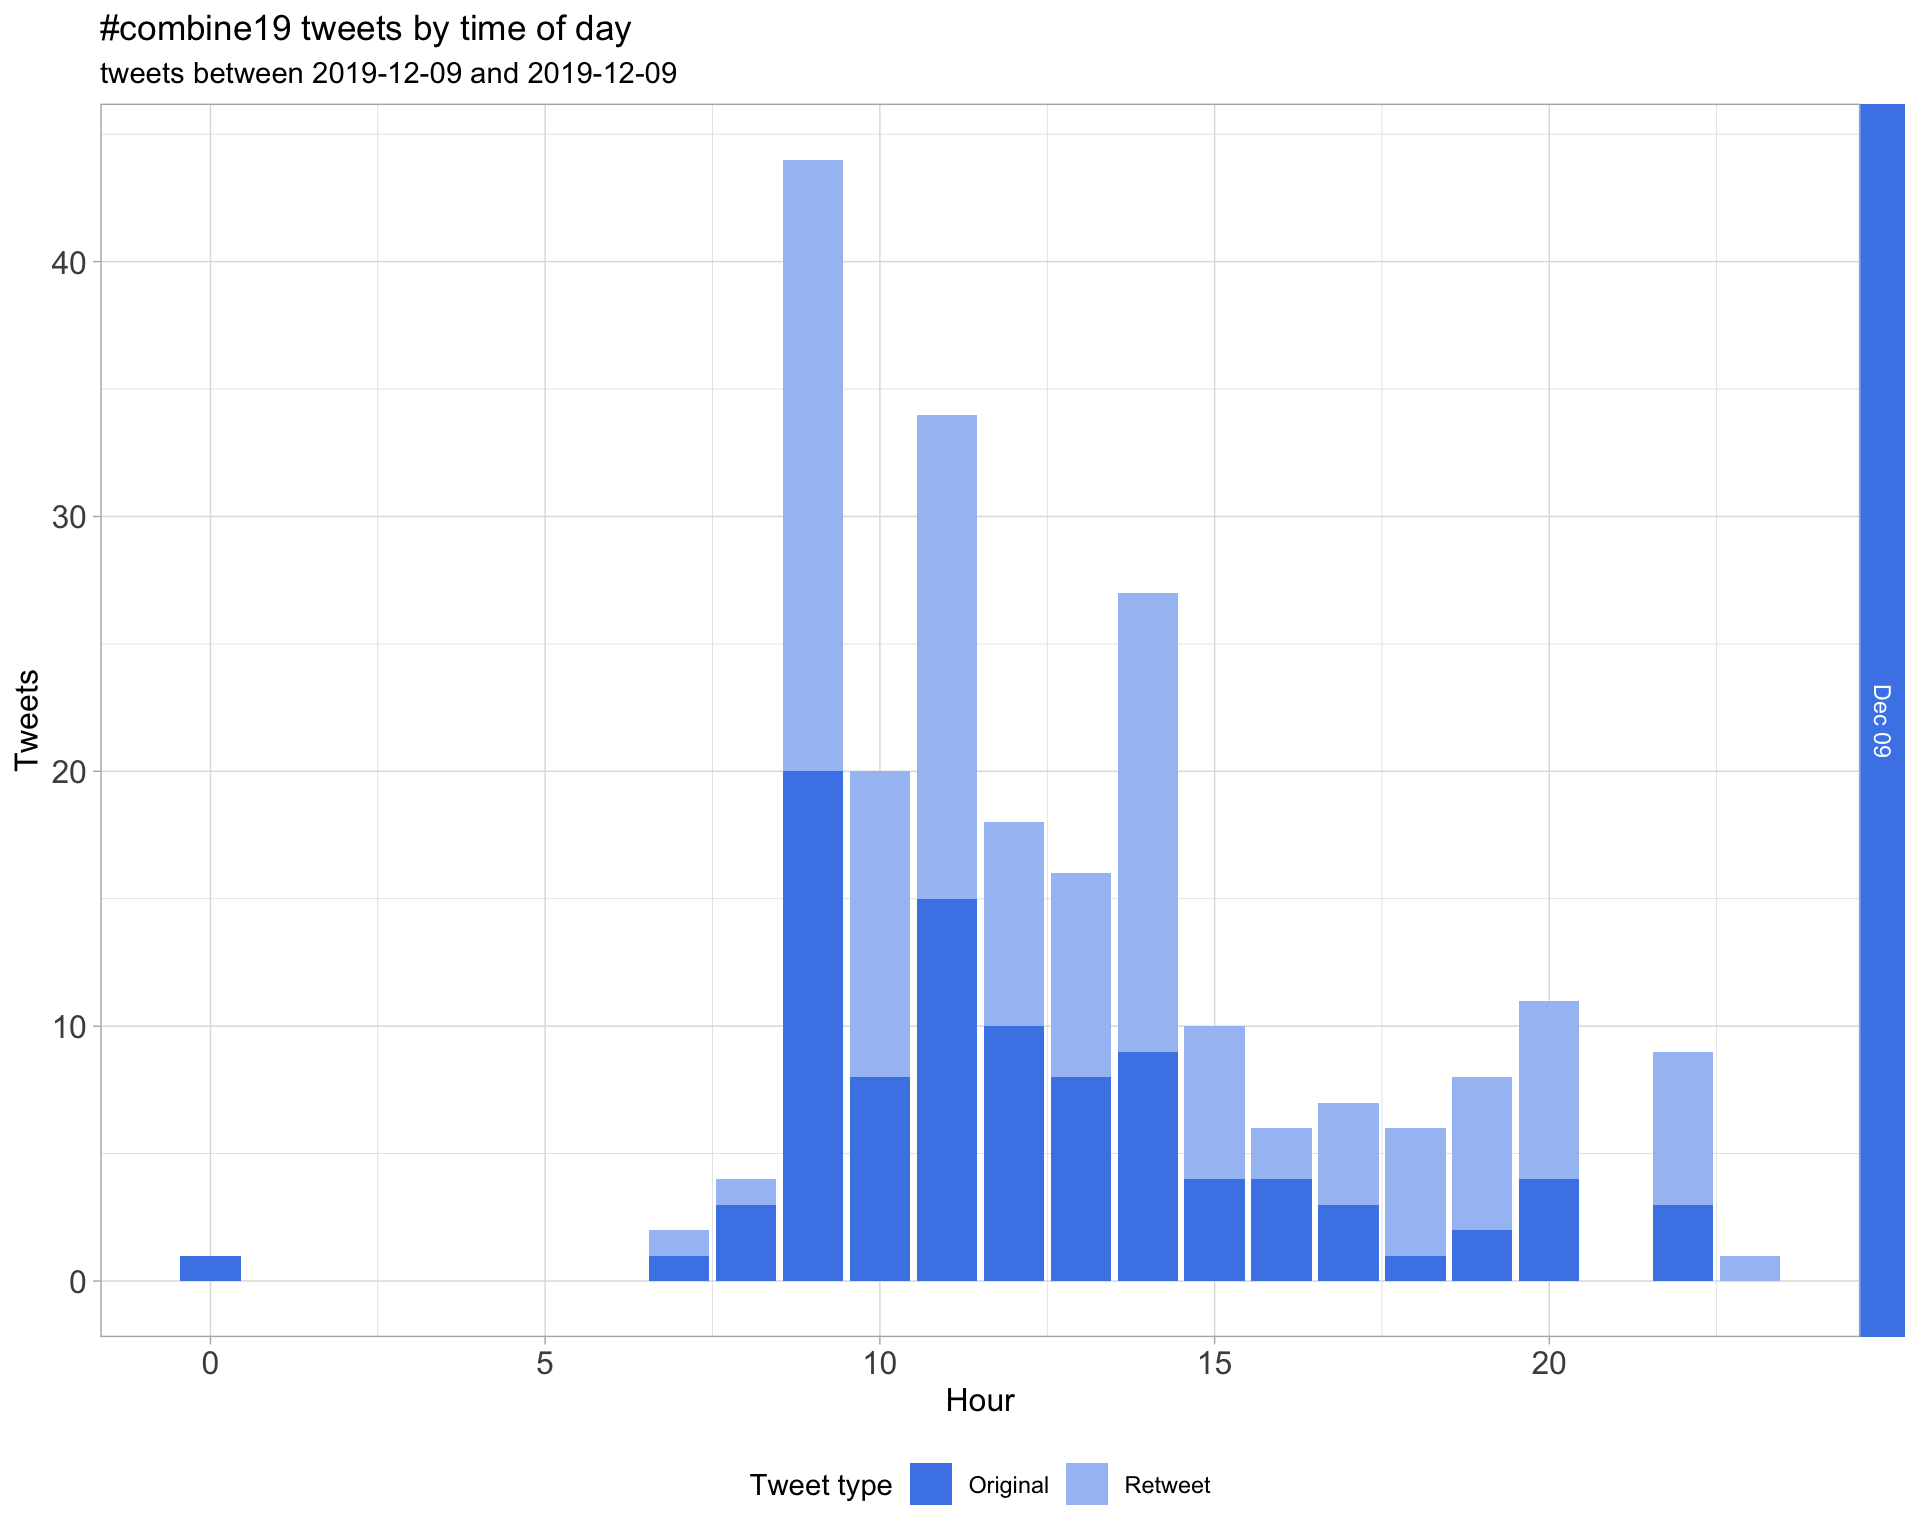 #combine19 tweets by time of day
tweets between 2019-12-09 and 2019-12-09
Tweets
40
30
20
10
0
Dec 09
0 5 10 15 20
Hour
Tweet type Original Retweet